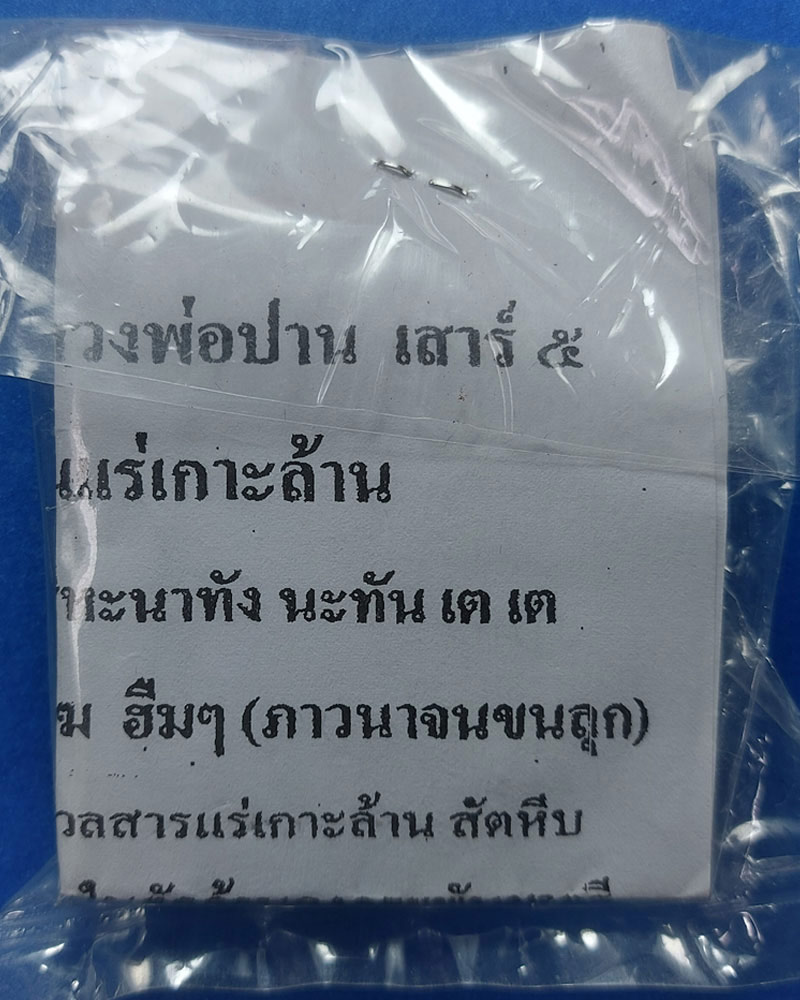 วงพ่อปาน เสาร์ ๕
แร่เกาะล้าน
หะนาทัง นะทัน เต เต
ฆ ฮืมๆ (ภาวนาจนขนลุก)
วลสารแร่เกาะล้าน สัตหีบ